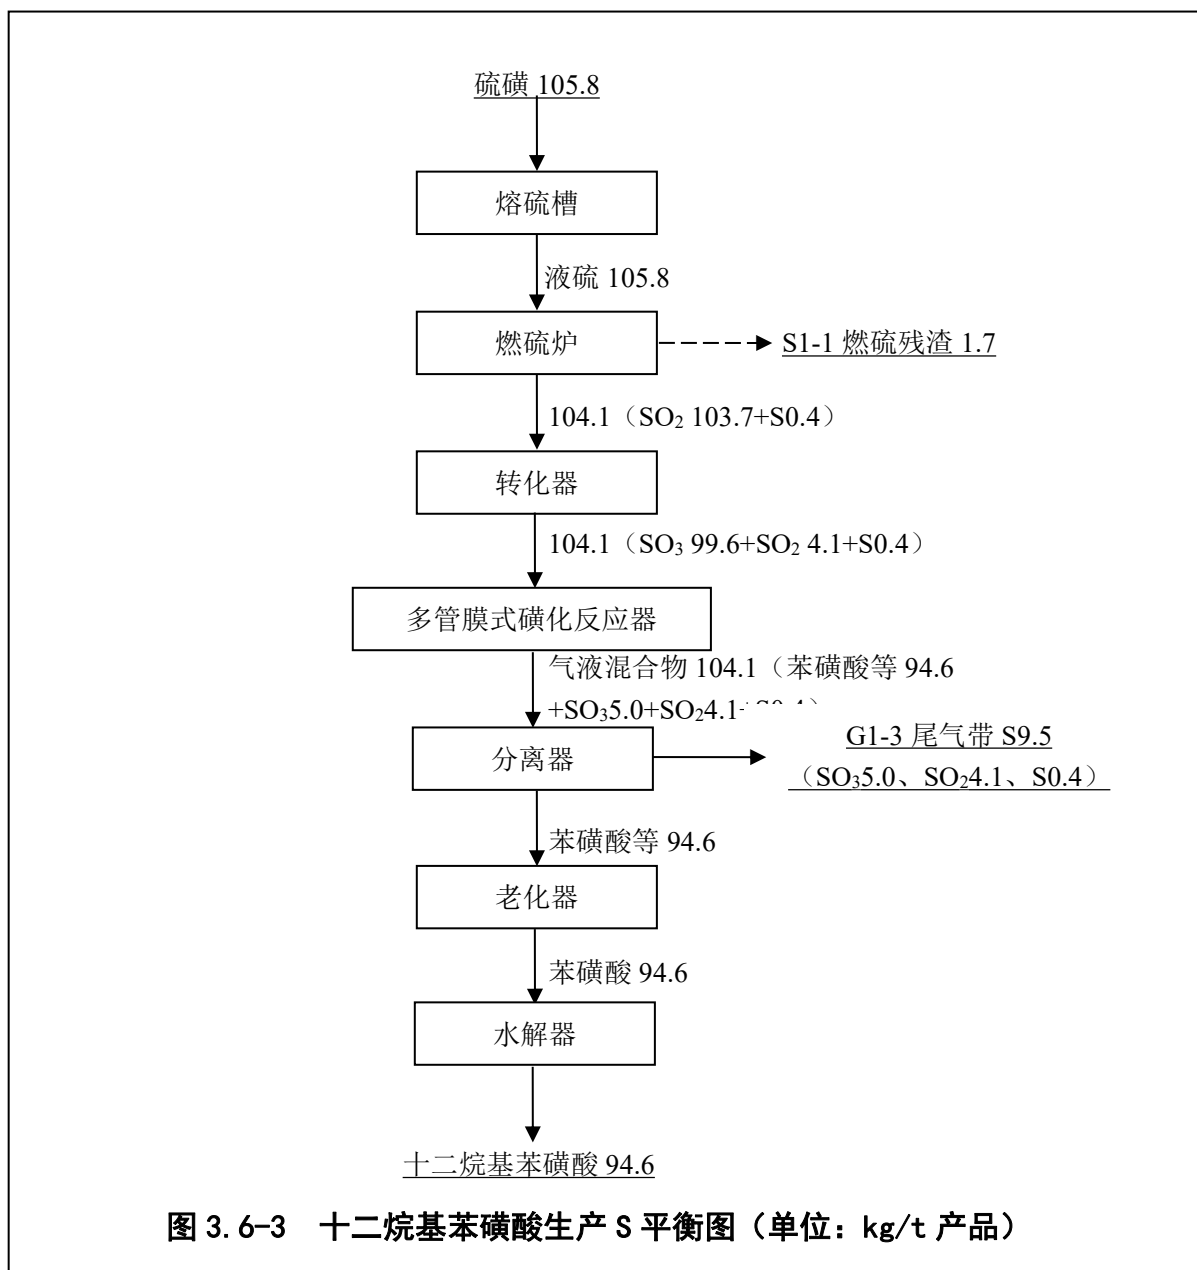 硫磺 105.8
熔硫槽
液硫 105.8
燃硫炉
S1-1 燃硫残渣 1.7
104.1（SO₂ 103.7+S0.4）
转化器
104.1（SO₃ 99.6+SO₂ 4.1+S0.4）
多管膜式磺化反应器
气液混合物 104.1（苯磺酸等 94.6
+SO₃5.0+SO₂4.1+S0.4）
分离器
G1-3 尾气带 S9.5
（SO₃5.0、SO₂4.1、S0.4）
苯磺酸等 94.6
老化器
苯磺酸 94.6
水解器
十二烷基苯磺酸 94.6
图 3.6-3 十二烷基苯磺酸生产 S 平衡图（单位：kg/t 产品）